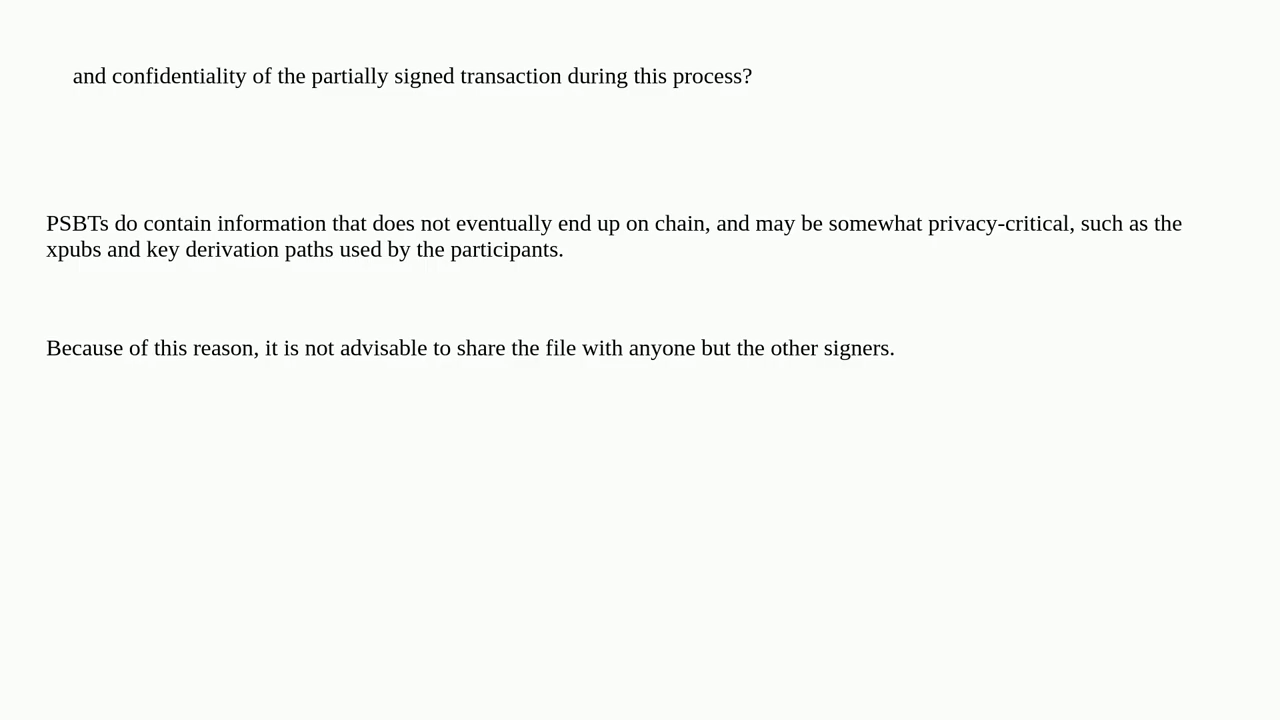 and confidentiality of the partially signed transaction during this process?
PSBTs do contain information that does not eventually end up on chain, and may be somewhat privacy-critical, such as the
xpubs and key derivation paths used by the participants.
Because of this reason, it is not advisable to share the file with anyone but the other signers.